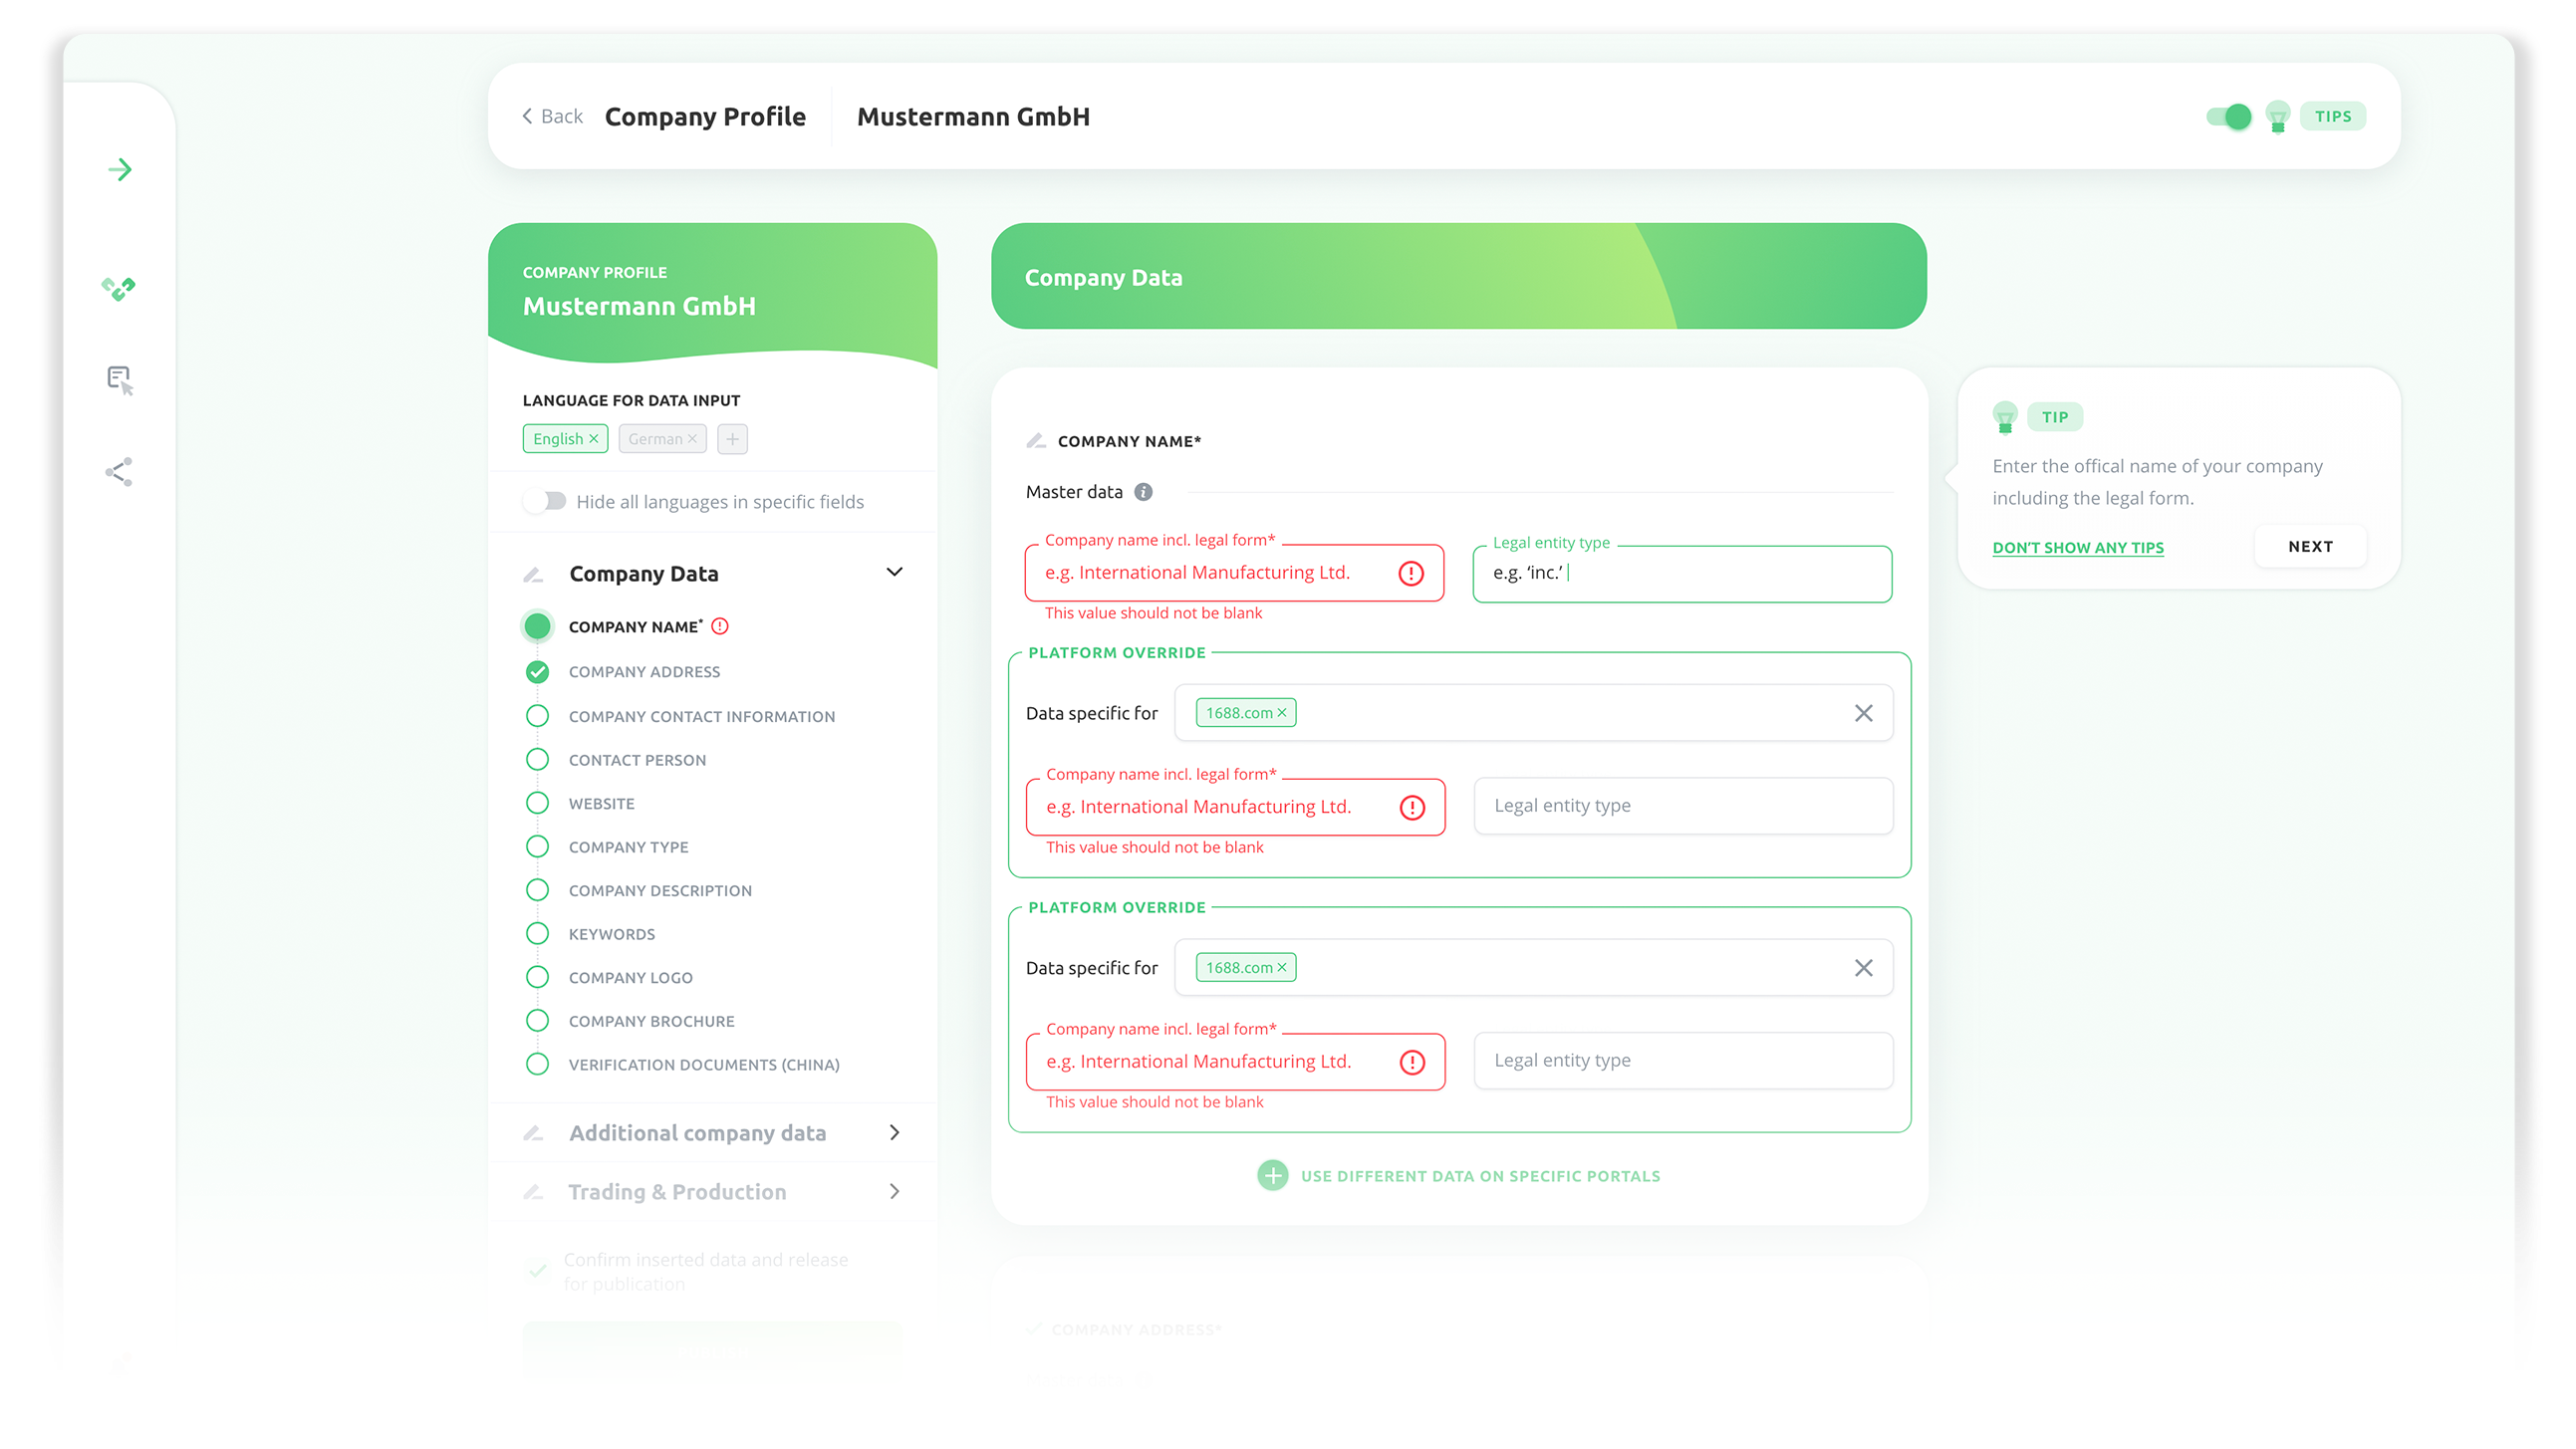 Back
Company Profile
Mustermann GmbH
TIPS
COMPANY PROFILE
Mustermann GmbH
LANGUAGE FOR DATA INPUT
English
German
Hide all languages in specific fields
Company Data
COMPANY NAME*
COMPANY ADDRESS
COMPANY CONTACT INFORMATION
CONTACT PERSON
WEBSITE
COMPANY TYPE
COMPANY DESCRIPTION
KEYWORDS
COMPANY LOGO
COMPANY BROCHURE
VERIFICATION DOCUMENTS (CHINA)
Additional company data
Trading & Production
Confirm inserted data and release
for publication
Company Data
COMPANY NAME*
Master data
Company name incl. legal form*
e.g. International Manufacturing Ltd.
This value should not be blank
Legal entity type
e.g. ‘inc.’
PLATFORM OVERRIDE
Data specific for
1688.com
Company name incl. legal form*
e.g. International Manufacturing Ltd.
This value should not be blank
Legal entity type
PLATFORM OVERRIDE
Data specific for
1688.com
Company name incl. legal form*
e.g. International Manufacturing Ltd.
This value should not be blank
Legal entity type
USE DIFFERENT DATA ON SPECIFIC PORTALS
COMPANY ADDRESS*
TIP
Enter the offical name of your company
including the legal form.
DON’T SHOW ANY TIPS
NEXT